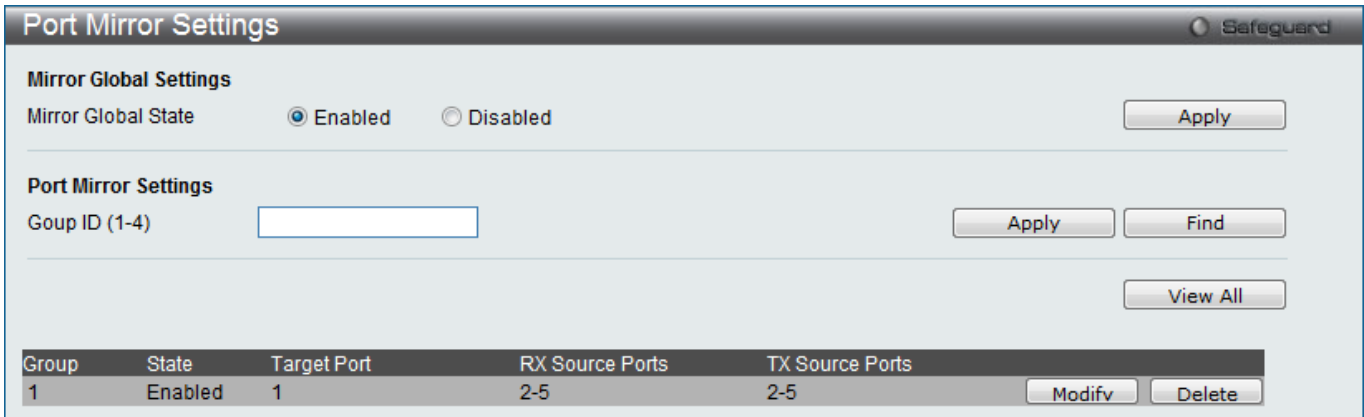 Port Mirror Settings
Safeguard
Mirror Global Settings
Mirror Global State Enabled Disabled Apply
Port Mirror Settings
Goup ID (1-4) Apply Find
View All
Group State Target Port RX Source Ports TX Source Ports
1 Enabled 1 2-5 2-5 Modify Delete